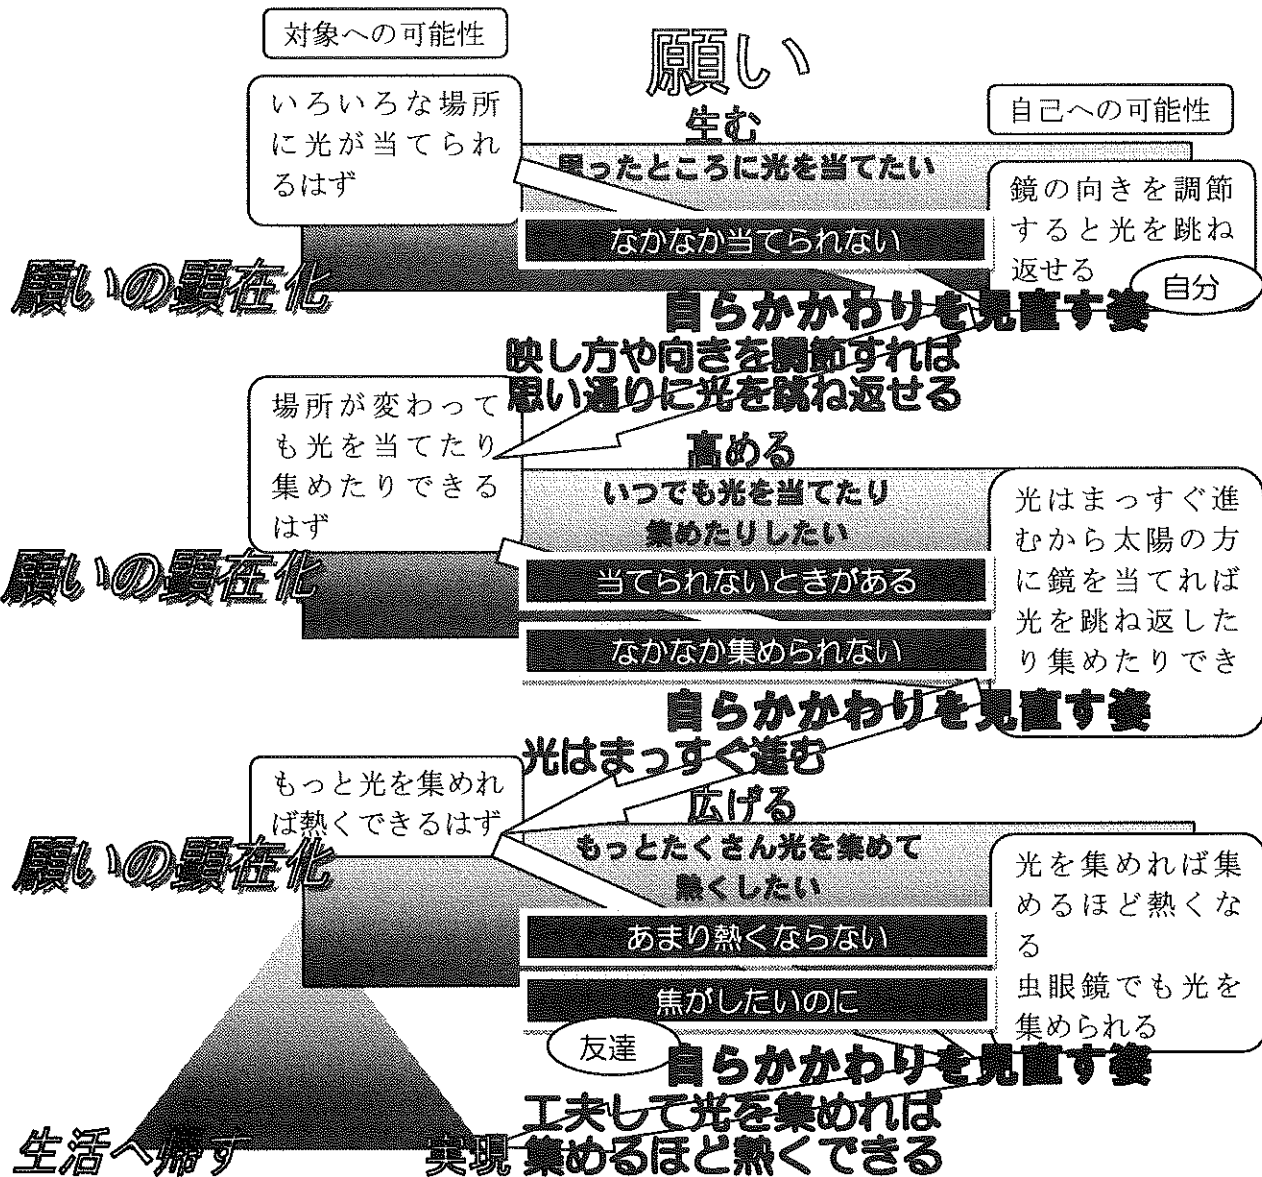 対象への可能性
願い
自己への可能性
いろいろな場所
に光が当てられ
るはず
生む
思ったところに光を当てたい
鏡の向きを調節
すると光を跳ね
返せる
なかなか当てられない
自分
願いの顕在化
自らかかわりを見直す姿
映し方や向きを調節すれば
思い通りに光を跳ね返せる
場所が変わって
も光を当てたり
集めたりできる
はず
高める
いつでも光を当てたり
集めたりしたい
光はまっすぐ進
むから太陽の方
に鏡を当てれば
光を跳ね返した
り集めたりでき
願いの顕在化
当てられないときがある
なかなか集められない
自らかかわりを見直す姿
光はまっすぐ進む
もっと光を集めれ
ば熱くできるはず
広げる
もっとたくさん光を集めて
熱くしたい
光を集めれば集
めるほど熱くな
る
虫眼鏡でも光を
集められる
願いの顕在化
あまり熱くならない
焦がしたいのに
友達
自らかかわりを見直す姿
工夫して光を集めれば
集めるほど熱くできる
生活へ帰す
実現